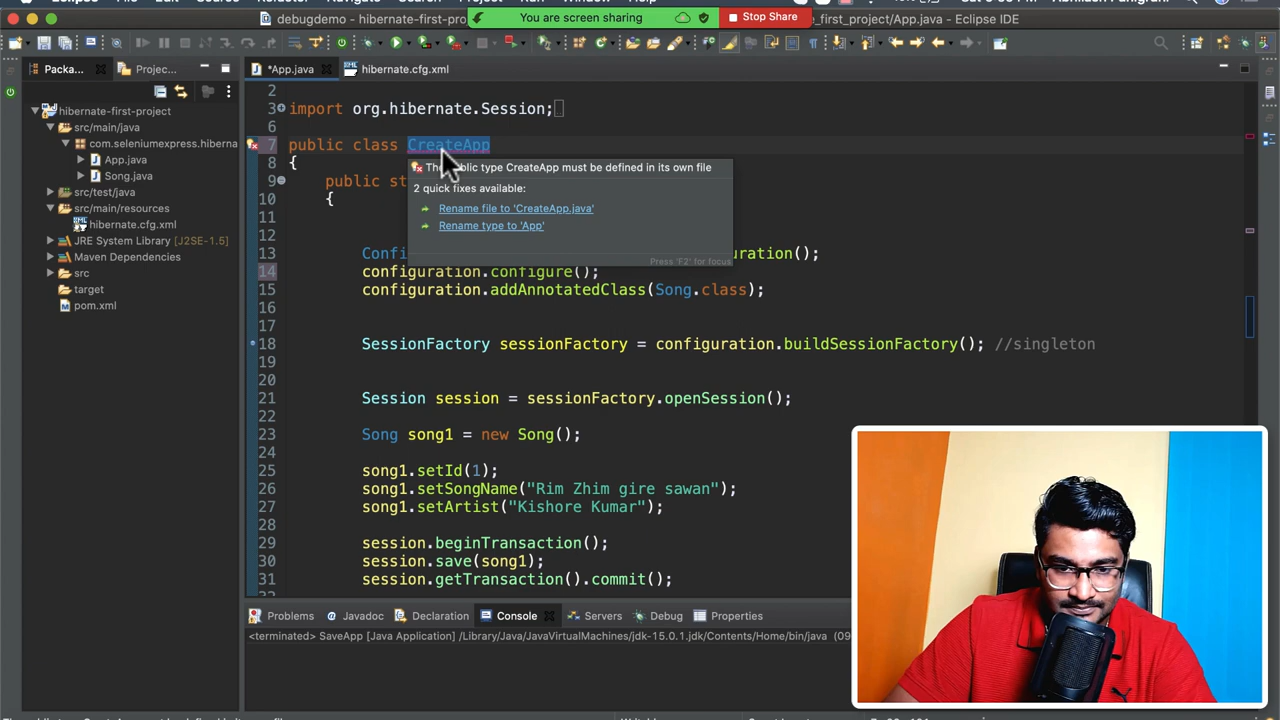 You are screen sharing
Stop Share
debugdemo - hibernate-first-pro
e_first_project/App.java - Eclipse IDE
Packa...
Projec...
*App.java
hibernate.cfg.xml
hibernate-first-project
src/main/java
com.seleniumexpress.hiberna
App.java
Song.java
src/test/java
src/main/resources
hibernate.cfg.xml
JRE System Library [J2SE-1.5]
Maven Dependencies
src
target
pom.xml
2
3 import org.hibernate.Session;
6
7 public class CreateApp
8 {
9 public st
10 {
11
12
13 Confi uration();
14 configuration.configure();
15 configuration.addAnnotatedClass(Song.class);
16
17
18 SessionFactory sessionFactory = configuration.buildSessionFactory(); //singleton
19
20
21 Session session = sessionFactory.openSession();
22
23 Song song1 = new Song();
24
25 song1.setId(1);
26 song1.setSongName("Rim Zhim gire sawan");
27 song1.setArtist("Kishore Kumar");
28
29 session.beginTransaction();
30 session.save(song1);
31 session.getTransaction().commit();
The public type CreateApp must be defined in its own file
2 quick fixes available:
Rename file to 'CreateApp.java'
Rename type to 'App'
Press 'F2' for focus
Problems
Javadoc
Declaration
Console
Servers
Debug
Properties
<terminated> SaveApp [Java Application] /Library/Java/JavaVirtualMachines/jdk-15.0.1.jdk/Contents/Home/bin/java (09